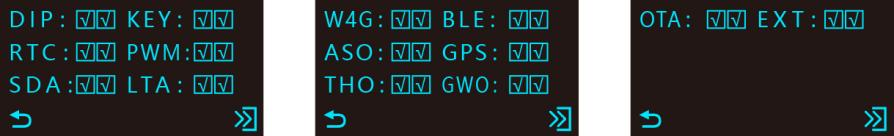 DIP: √√ KEY: √√
RTC: √√ PWM: √√
SDA: √√ LTA: √√
W4G: √√ BLE: √√
ASO: √√ GPS: √√
THO: √√ GWO: √√
OTA: √√ EXT: √√